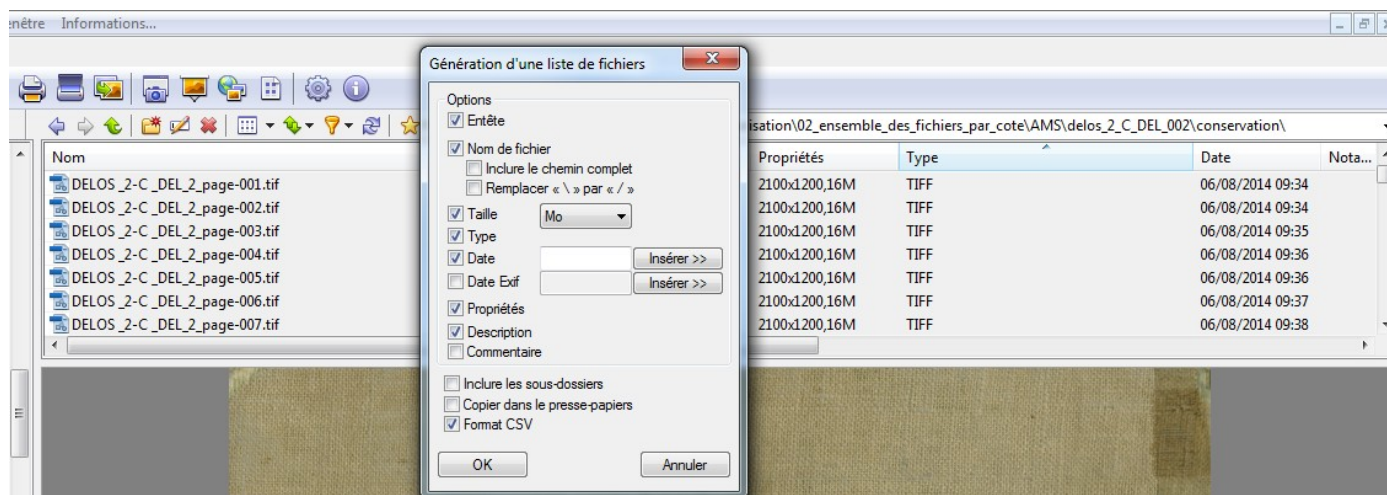 enêtre Informations...
Génération d'une liste de fichiers
Options
Entête
Nom de fichier
Inclure le chemin complet
Remplacer « \ » par « / »
Taille Mo
Type
Date Insérer >>
Date Exif Insérer >>
Propriétés
Description
Commentaire
Inclure les sous-dossiers
Copier dans le presse-papiers
Format CSV
OK Annuler
isation\02_ensemble_des_fichiers_par_cote\AMS\delos_2_C_DEL_002\conservation\
Nom Propriétés Type Date Nota...
DELOS _2-C _DEL_2_page-001.tif 2100x1200,16M TIFF 06/08/2014 09:34
DELOS _2-C _DEL_2_page-002.tif 2100x1200,16M TIFF 06/08/2014 09:34
DELOS _2-C _DEL_2_page-003.tif 2100x1200,16M TIFF 06/08/2014 09:35
DELOS _2-C _DEL_2_page-004.tif 2100x1200,16M TIFF 06/08/2014 09:36
DELOS _2-C _DEL_2_page-005.tif 2100x1200,16M TIFF 06/08/2014 09:36
DELOS _2-C _DEL_2_page-006.tif 2100x1200,16M TIFF 06/08/2014 09:37
DELOS _2-C _DEL_2_page-007.tif 2100x1200,16M TIFF 06/08/2014 09:38